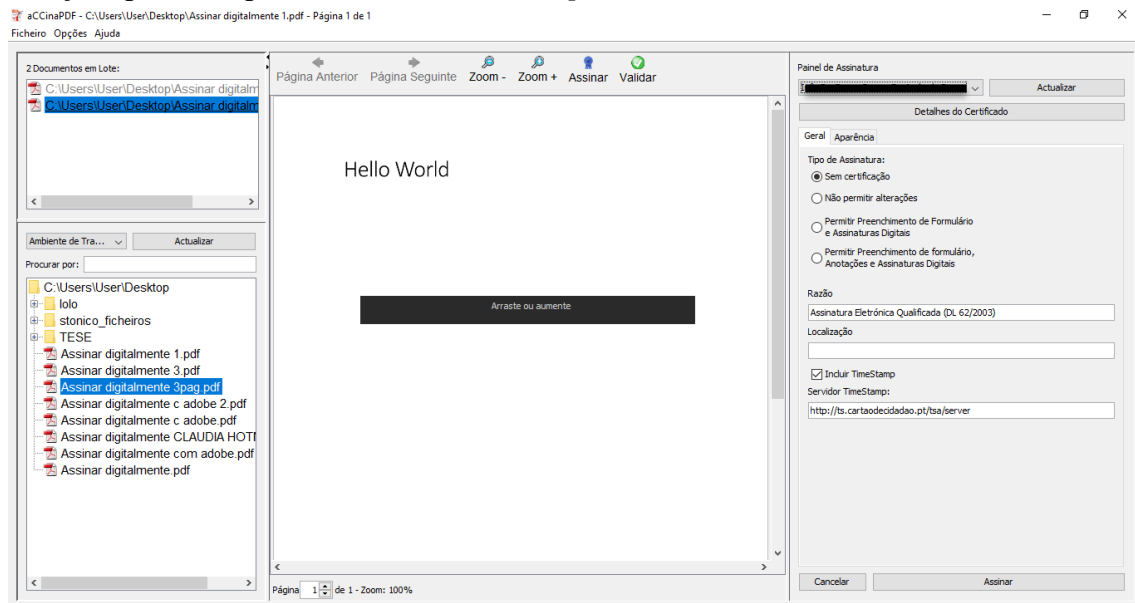 aCCinaPDF - C:\Users\User\Desktop\Assinar digitalmente 1.pdf - Página 1 de 1
Ficheiro Opções Ajuda
2 Documentos em Lote:
C:\Users\User\Desktop\Assinar digitalm
C:\Users\User\Desktop\Assinar digitalm
Ambiente de Tra... Actualizar
Procurar por:
C:\Users\User\Desktop
lolo
stonico_ficheiros
TESE
Assinar digitalmente 1.pdf
Assinar digitalmente 3.pdf
Assinar digitalmente 3pag.pdf
Assinar digitalmente c adobe 2.pdf
Assinar digitalmente c adobe.pdf
Assinar digitalmente CLAUDIA HOTI
Assinar digitalmente com adobe.pdf
Assinar digitalmente.pdf
Página Anterior Página Seguinte Zoom - Zoom + Assinar Validar
Hello World
Arraste ou aumente
Página 1 de 1 - Zoom: 100%
Painel de Assinatura
Actualizar
Detalhes do Certificado
Geral Aparência
Tipo de Assinatura:
Sem certificação
Não permitir alterações
Permitir Preenchimento de Formulário
e Assinaturas Digitais
Permitir Preenchimento de formulário,
Anotações e Assinaturas Digitais
Razão
Assinatura Eletrónica Qualificada (DL 62/2003)
Localização
Incluir TimeStamp
Servidor TimeStamp:
http://ts.cartaodecidadao.pt/tsa/server
Cancelar Assinar